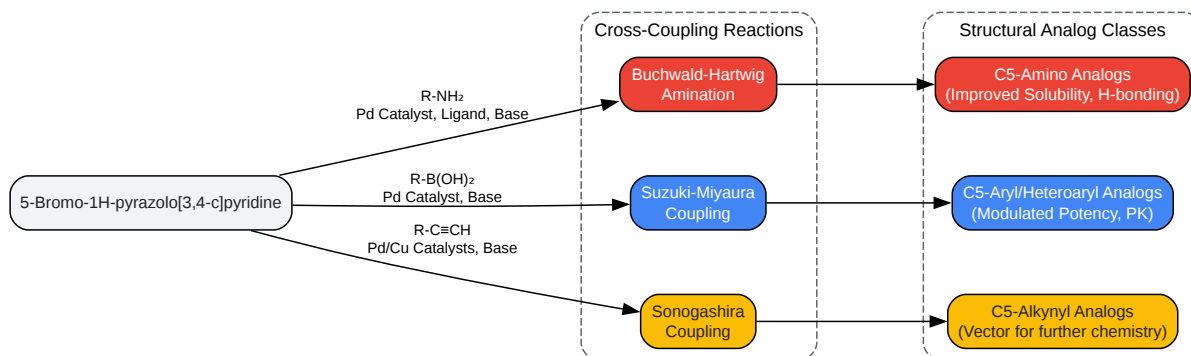 Cross-Coupling Reactions
Structural Analog Classes
Buchwald-Hartwig
Amination
C5-Amino Analogs
(Improved Solubility, H-bonding)
R-NH₂
Pd Catalyst, Ligand, Base
5-Bromo-1H-pyrazolo[3,4-c]pyridine
R-B(OH)₂
Pd Catalyst, Base
Suzuki-Miyaura
Coupling
C5-Aryl/Heteroaryl Analogs
(Modulated Potency, PK)
R-C≡CH
Pd/Cu Catalysts, Base
Sonogashira
Coupling
C5-Alkynyl Analogs
(Vector for further chemistry)